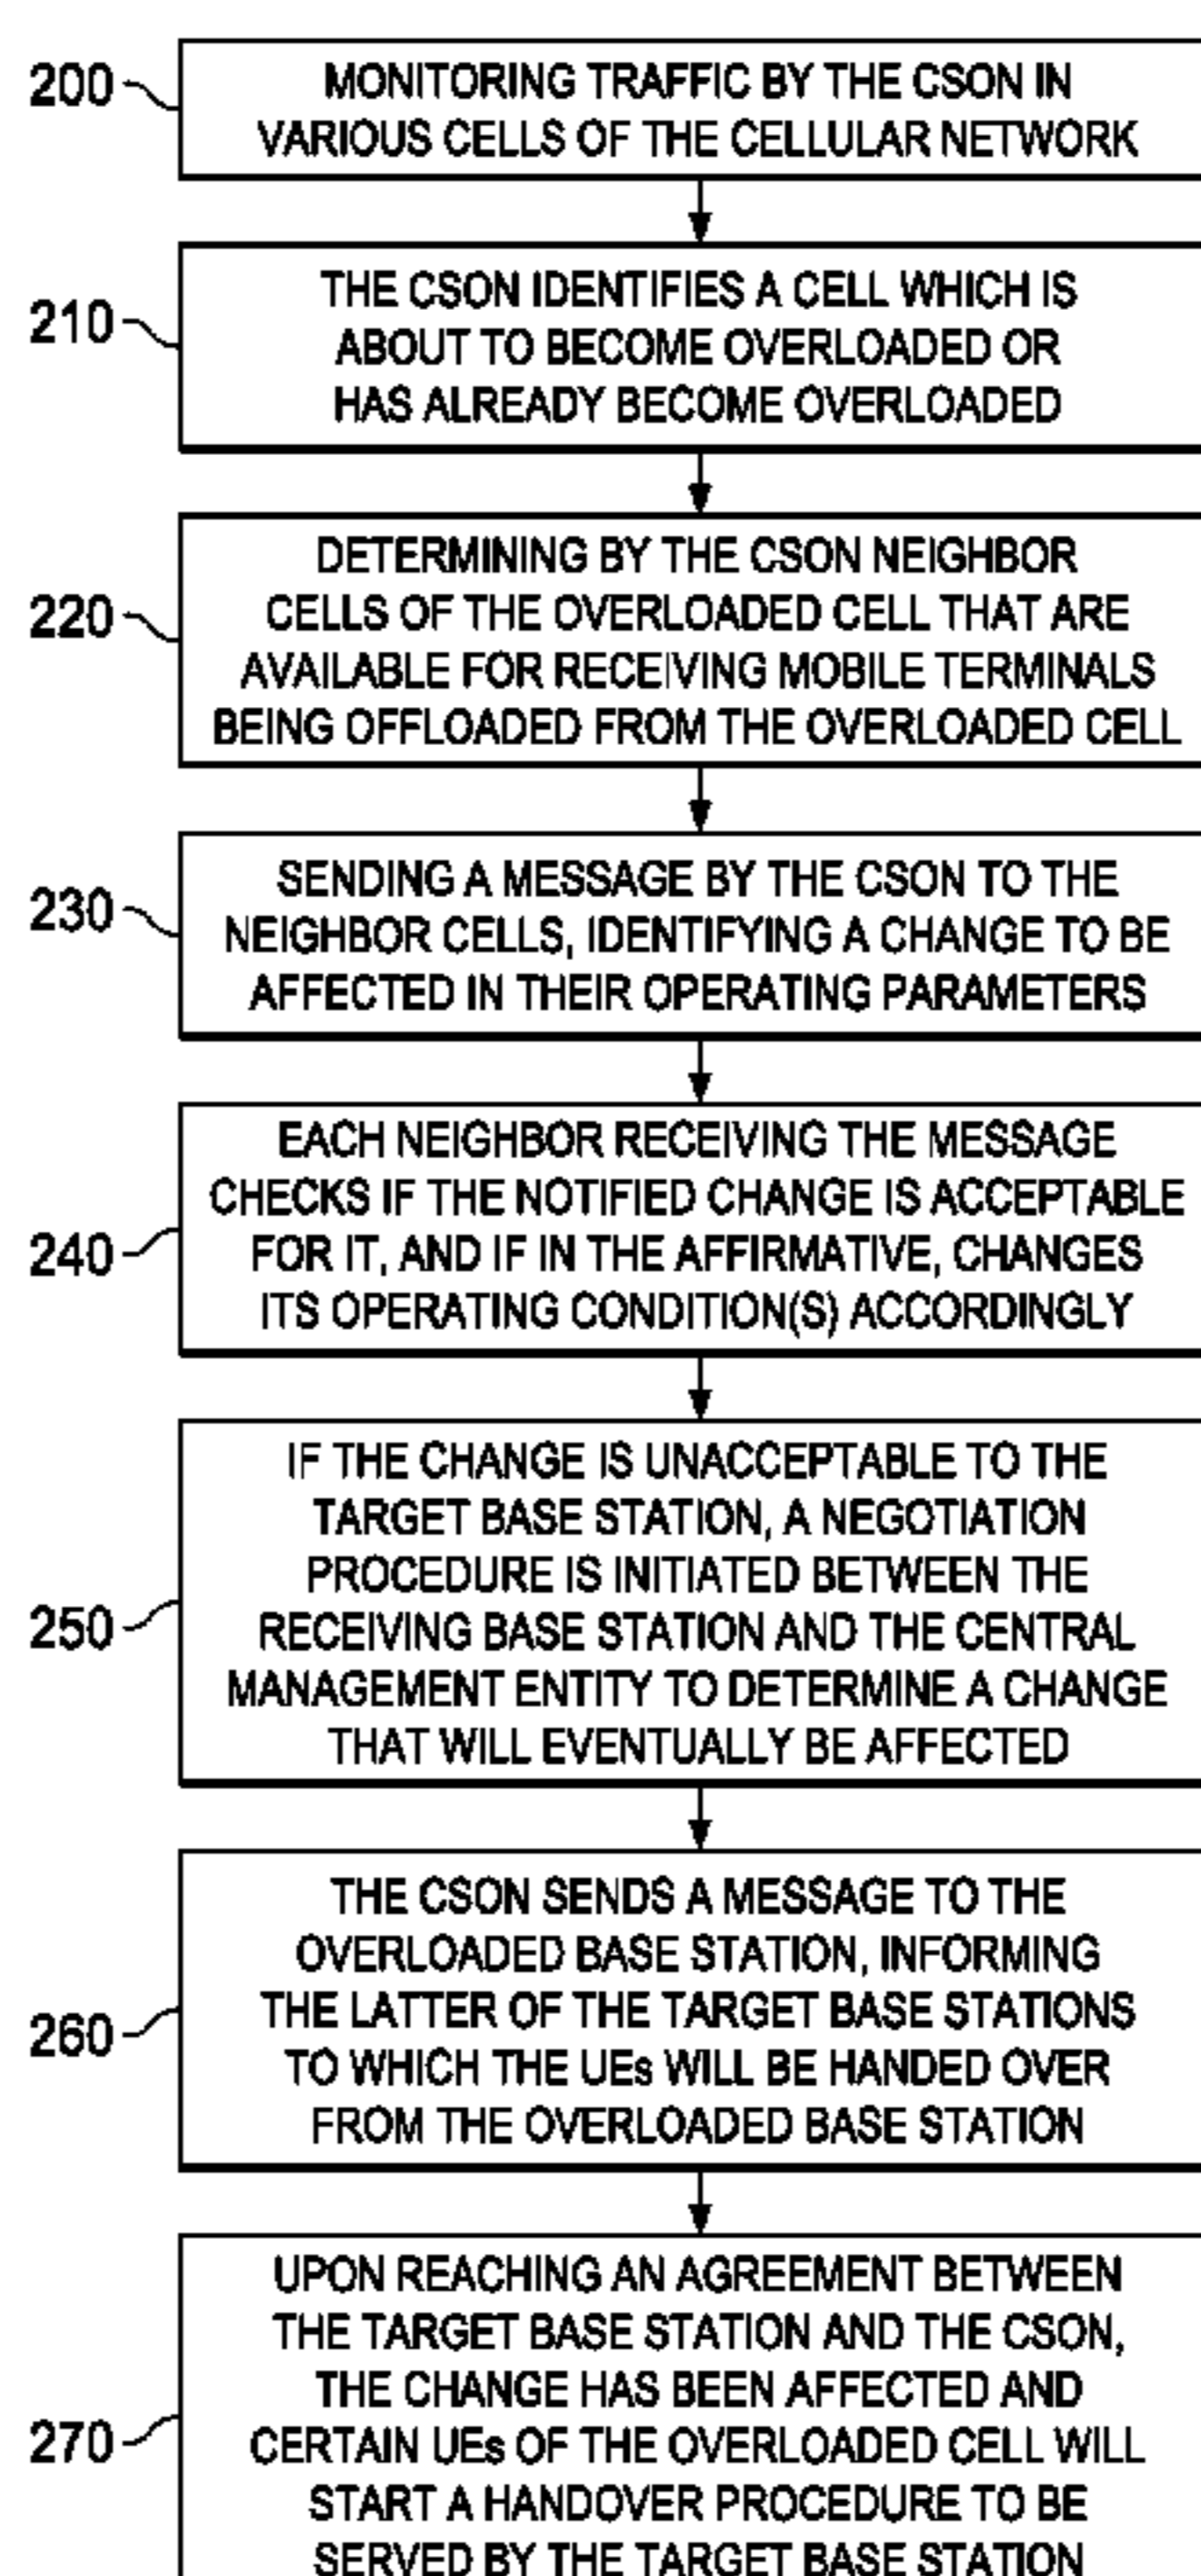 200
MONITORING TRAFFIC BY THE CSON IN
VARIOUS CELLS OF THE CELLULAR NETWORK
210
THE CSON IDENTIFIES A CELL WHICH IS
ABOUT TO BECOME OVERLOADED OR
HAS ALREADY BECOME OVERLOADED
220
DETERMINING BY THE CSON NEIGHBOR
CELLS OF THE OVERLOADED CELL THAT ARE
AVAILABLE FOR RECEIVING MOBILE TERMINALS
BEING OFFLOADED FROM THE OVERLOADED CELL
230
SENDING A MESSAGE BY THE CSON TO THE
NEIGHBOR CELLS, IDENTIFYING A CHANGE TO BE
AFFECTED IN THEIR OPERATING PARAMETERS
240
EACH NEIGHBOR RECEIVING THE MESSAGE
CHECKS IF THE NOTIFIED CHANGE IS ACCEPTABLE
FOR IT, AND IF IN THE AFFIRMATIVE, CHANGES
ITS OPERATING CONDITION(S) ACCORDINGLY
250
IF THE CHANGE IS UNACCEPTABLE TO THE
TARGET BASE STATION, A NEGOTIATION
PROCEDURE IS INITIATED BETWEEN THE
RECEIVING BASE STATION AND THE CENTRAL
MANAGEMENT ENTITY TO DETERMINE A CHANGE
THAT WILL EVENTUALLY BE AFFECTED
260
THE CSON SENDS A MESSAGE TO THE
OVERLOADED BASE STATION, INFORMING
THE LATTER OF THE TARGET BASE STATIONS
TO WHICH THE UEs WILL BE HANDED OVER
FROM THE OVERLOADED BASE STATION
270
UPON REACHING AN AGREEMENT BETWEEN
THE TARGET BASE STATION AND THE CSON,
THE CHANGE HAS BEEN AFFECTED AND
CERTAIN UEs OF THE OVERLOADED CELL WILL
START A HANDOVER PROCEDURE TO BE
SERVED BY THE TARGET BASE STATION